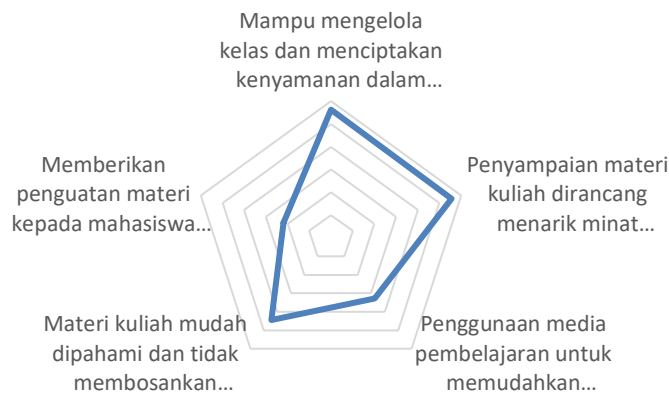 Mampu mengelola
kelas dan menciptakan
kenyamanan dalam...
Penyampaian materi
kuliah dirancang
menarik minat...
Penggunaan media
pembelajaran untuk
memudahkan...
Materi kuliah mudah
dipahami dan tidak
membosankan...
Memberikan
penguatan materi
kepada mahasiswa...